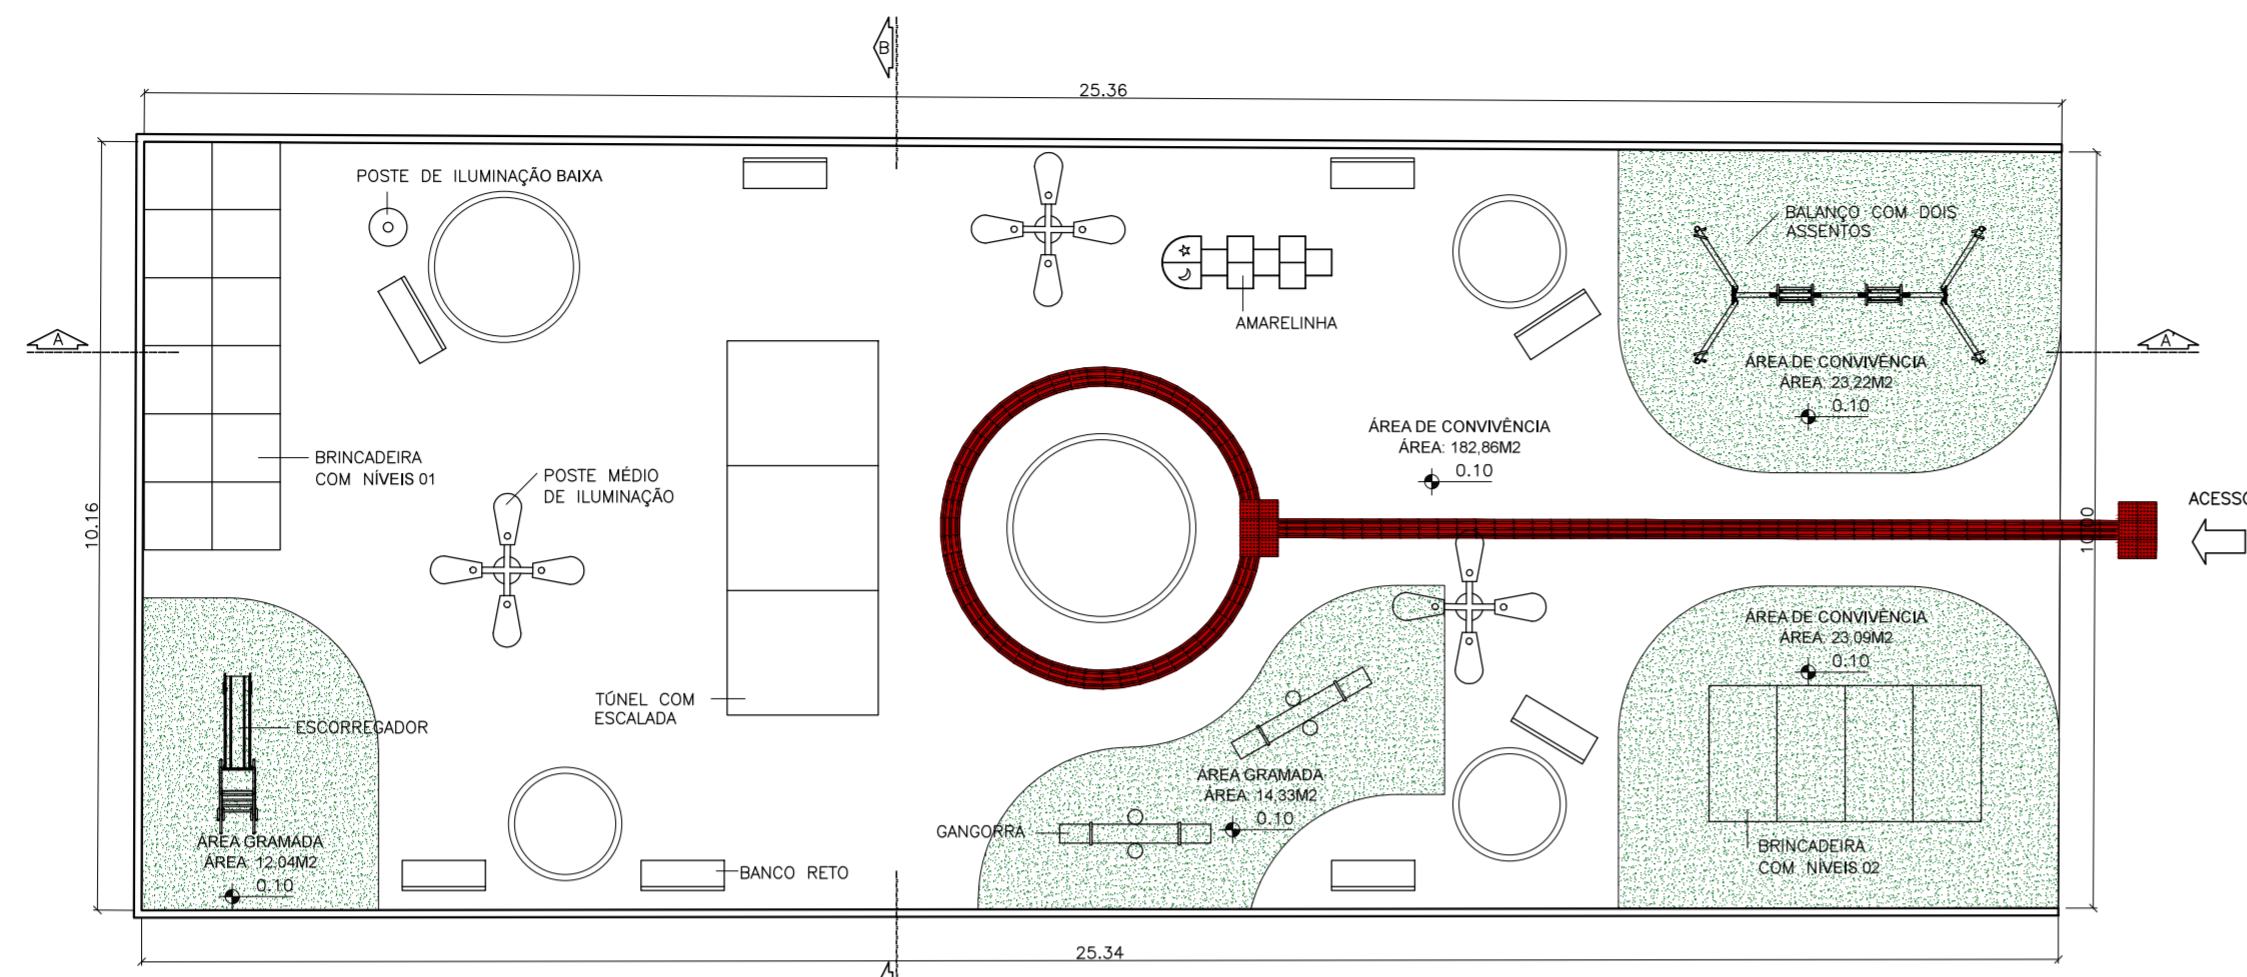 B
25.36
POSTE DE ILUMINAÇÃO BAIXA
BALANÇO COM DOIS
ASSENTOS
AMARELINHA
A
A'
ÁREA DE CONVIVÊNCIA
ÁREA: 23,22M2
0.10
ÁREA DE CONVIVÊNCIA
ÁREA: 182,86M2
0.10
BRINCADEIRA
COM NÍVEIS 01
POSTE MÉDIO
DE ILUMINAÇÃO
10.16
ACESSO
ÁREA DE CONVIVÊNCIA
ÁREA: 23,09M2
0.10
TÚNEL COM
ESCALADA
ESCORREGADOR
ÁREA GRAMADA
ÁREA: 14,33M2
0.10
GANGORRA
ÁREA GRAMADA
ÁREA: 12,04M2
0.10
BANCO RETO
BRINCADEIRA
COM NÍVEIS 02
25.34